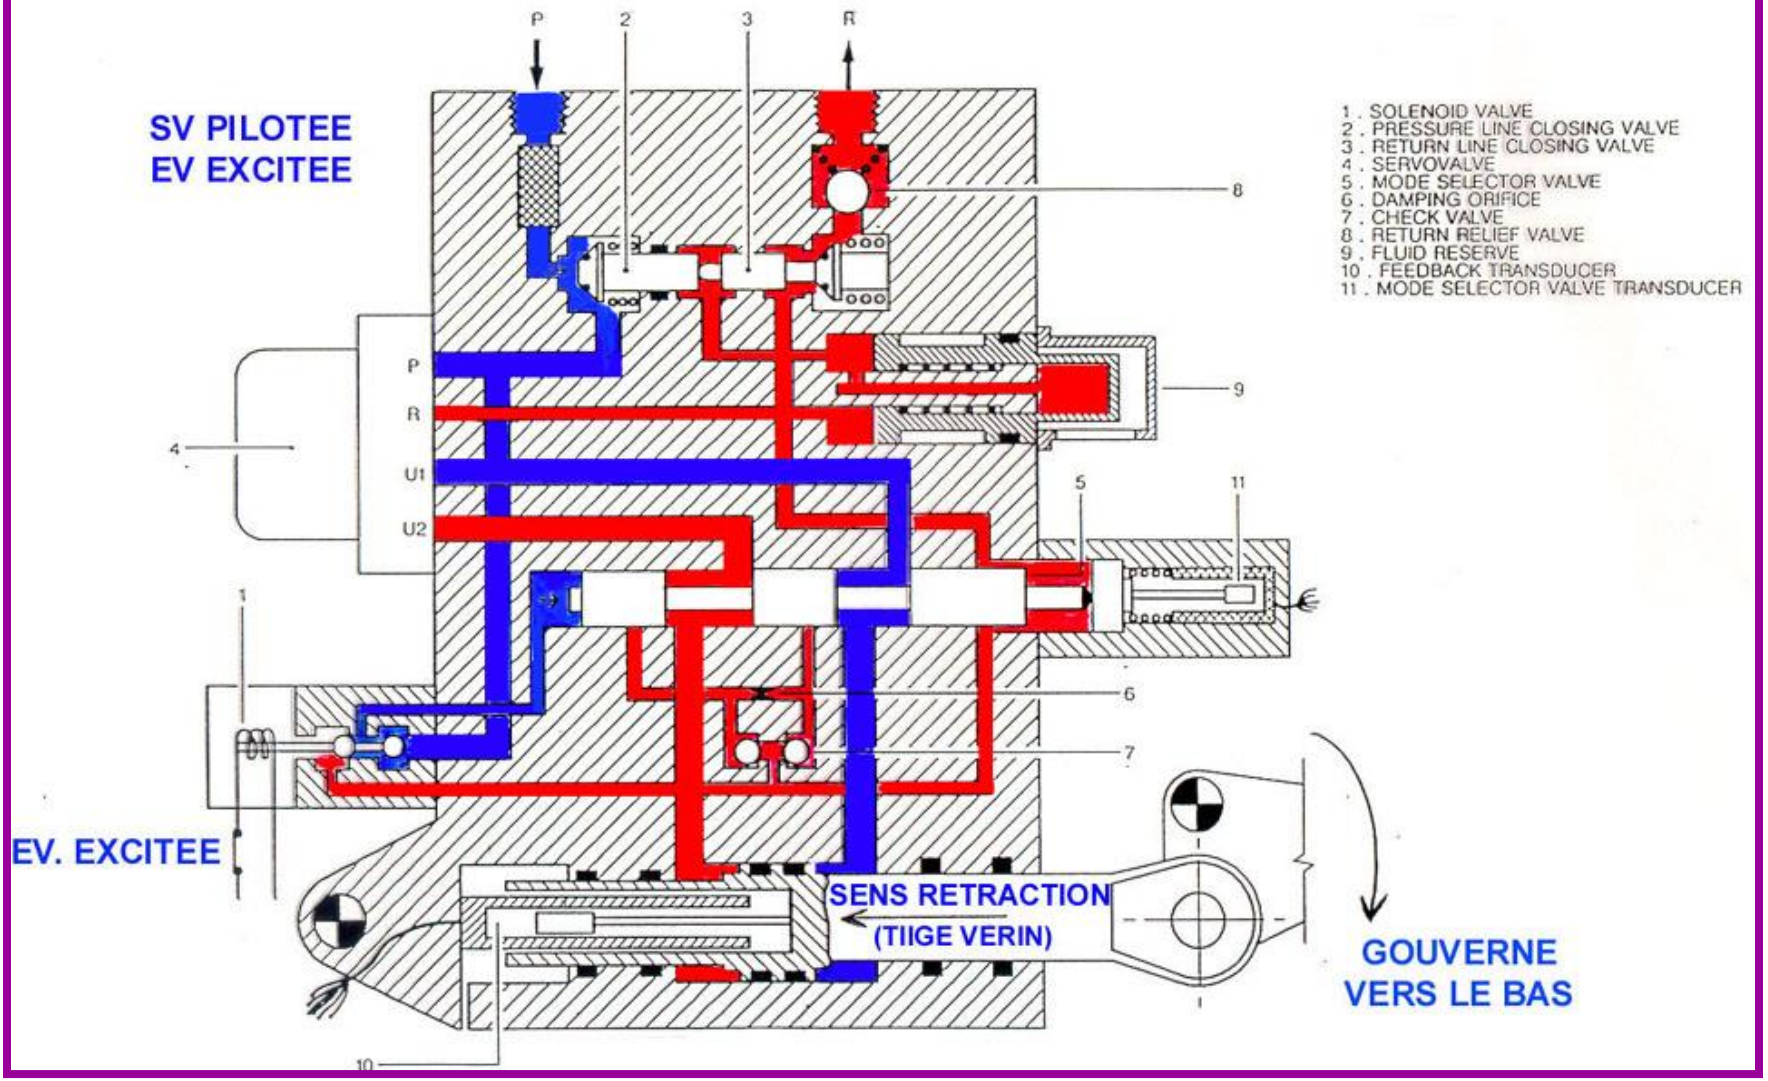 P 2 3 R
SV PILOTEE
EV EXCITEE
1 . SOLENOID VALVE
2 . PRESSURE LINE CLOSING VALVE
3 . RETURN LINE CLOSING VALVE
4 . SERVOVALVE
5 . MODE SELECTOR VALVE
6 . DAMPING ORIFICE
7 . CHECK VALVE
8 . RETURN RELIEF VALVE
9 . FLUID RESERVE
10 . FEEDBACK TRANSDUCER
11 . MODE SELECTOR VALVE TRANSDUCER
8
P
9
R
4
U1
5 11
U2
1
6
7
EV. EXCITEE
SENS RETRACTION
(TIIGE VERIN)
GOUVERNE
VERS LE BAS
10